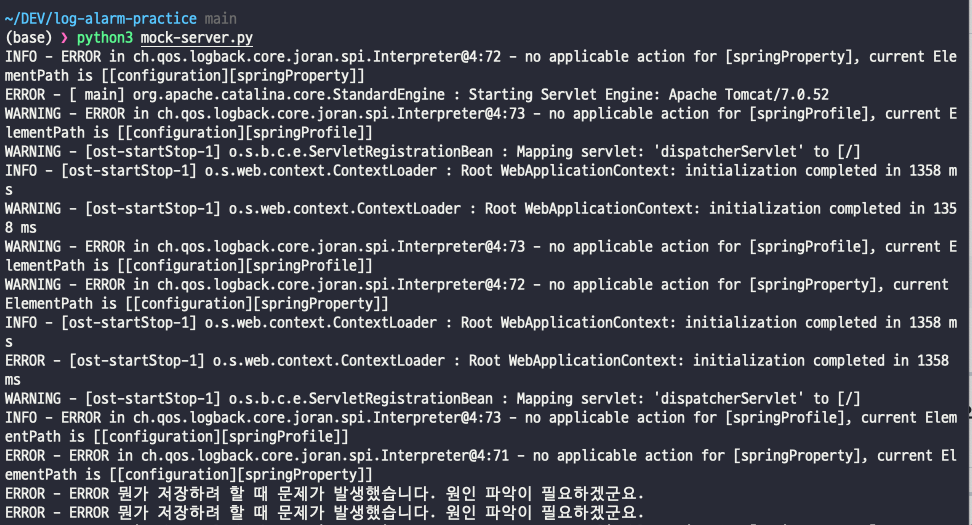 ~/DEV/log-alarm-practice main
(base) ❯ python3 mock-server.py
INFO - ERROR in ch.qos.logback.core.joran.spi.Interpreter@4:72 - no applicable action for [springProperty], current Ele
mentPath is [[configuration][springProperty]]
ERROR - [ main] org.apache.catalina.core.StandardEngine : Starting Servlet Engine: Apache Tomcat/7.0.52
WARNING - ERROR in ch.qos.logback.core.joran.spi.Interpreter@4:73 - no applicable action for [springProfile], current E
lementPath is [[configuration][springProfile]]
WARNING - [ost-startStop-1] o.s.b.c.e.ServletRegistrationBean : Mapping servlet: 'dispatcherServlet' to [/]
INFO - [ost-startStop-1] o.s.web.context.ContextLoader : Root WebApplicationContext: initialization completed in 1358 m
s
WARNING - [ost-startStop-1] o.s.web.context.ContextLoader : Root WebApplicationContext: initialization completed in 135
8 ms
WARNING - ERROR in ch.qos.logback.core.joran.spi.Interpreter@4:73 - no applicable action for [springProfile], current E
lementPath is [[configuration][springProfile]]
WARNING - ERROR in ch.qos.logback.core.joran.spi.Interpreter@4:72 - no applicable action for [springProperty], current
ElementPath is [[configuration][springProperty]]
INFO - [ost-startStop-1] o.s.web.context.ContextLoader : Root WebApplicationContext: initialization completed in 1358 m
s
ERROR - [ost-startStop-1] o.s.web.context.ContextLoader : Root WebApplicationContext: initialization completed in 1358
ms
WARNING - [ost-startStop-1] o.s.b.c.e.ServletRegistrationBean : Mapping servlet: 'dispatcherServlet' to [/]
INFO - ERROR in ch.qos.logback.core.joran.spi.Interpreter@4:73 - no applicable action for [springProfile], current Elem
entPath is [[configuration][springProfile]]
ERROR - ERROR in ch.qos.logback.core.joran.spi.Interpreter@4:71 - no applicable action for [springProperty], current El
ementPath is [[configuration][springProperty]]
ERROR - ERROR 뭔가 저장하려 할 때 문제가 발생했습니다. 원인 파악이 필요하겠군요.
ERROR - ERROR 뭔가 저장하려 할 때 문제가 발생했습니다. 원인 파악이 필요하겠군요.